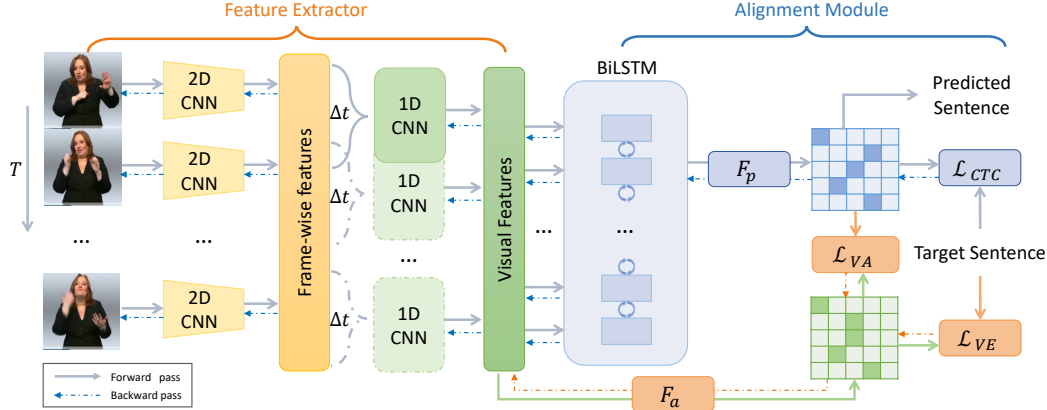 Feature Extractor
Alignment Module
T
...
2D
CNN
2D
CNN
...
2D
CNN
Frame-wise features
Δt
Δt
Δt
1D
CNN
1D
CNN
...
1D
CNN
Visual Features
...
BiLSTM
...
F_p
Predicted
Sentence
ℒ_CTC
Target Sentence
ℒ_VA
ℒ_VE
F_a
Forward pass
Backward pass